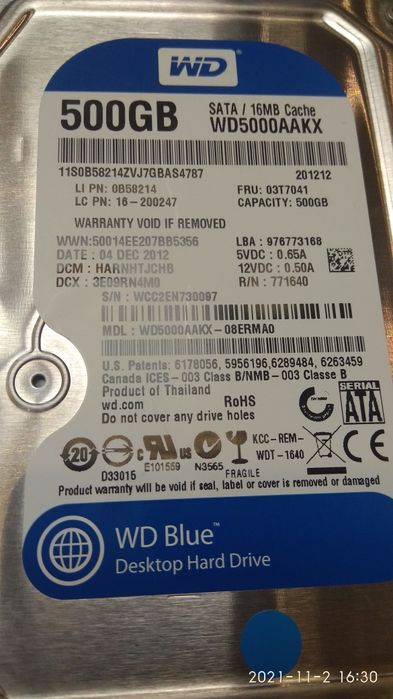 WD
500GB
SATA / 16MB Cache
WD5000AAKX
11S0B58214ZVJ7GBAS4787 201212
LI PN: 0B58214 FRU: 03T7041
LC PN: 16-200247 CAPACITY: 500GB
WARRANTY VOID IF REMOVED
WWN:50014EE207BB5356 LBA : 976773168
DATE : 04 DEC 2012 5VDC : 0.65A
DCM : HARNHTJCHB 12VDC : 0.50A
DCX : 3E09RN4M0 R/N : 771640
S/N : WCC2EN730097
MDL : WD5000AAKX-08ERMA0
U.S. Patents: 6178056, 5956196,6289484, 6263459
Canada ICES-003 Class B/NMB-003 Classe B
Product of Thailand
wd.com RoHS
Do not cover any drive holes
SERIAL
ATA
20
D33015
c UL US
E101559
N3565
FRAGILE
KCC-REM-
WDT-1640
CE
Product warranty will be void if seal, label or cover is removed or damaged
WD Blue™
Desktop Hard Drive
2021-11-2 16:30